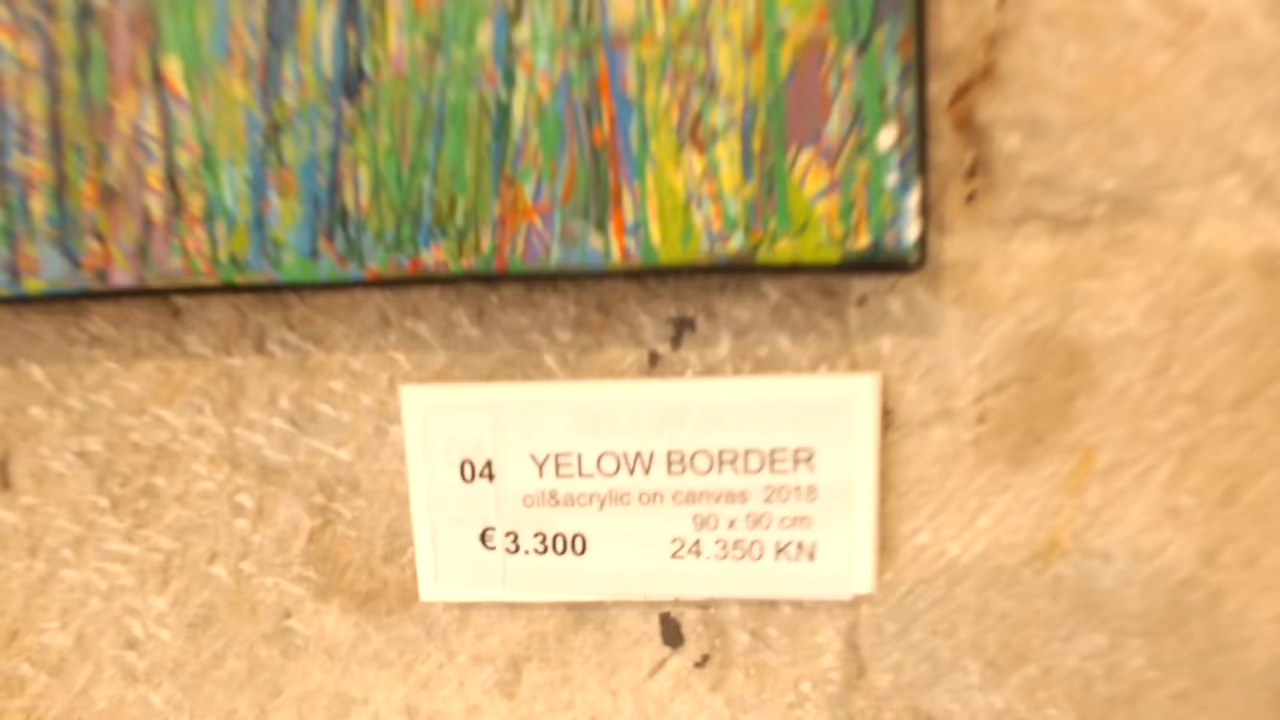 04 YELOW BORDER
oil&acrylic on canvas 2018
90 x 90 cm
€ 3.300 24.350 KN